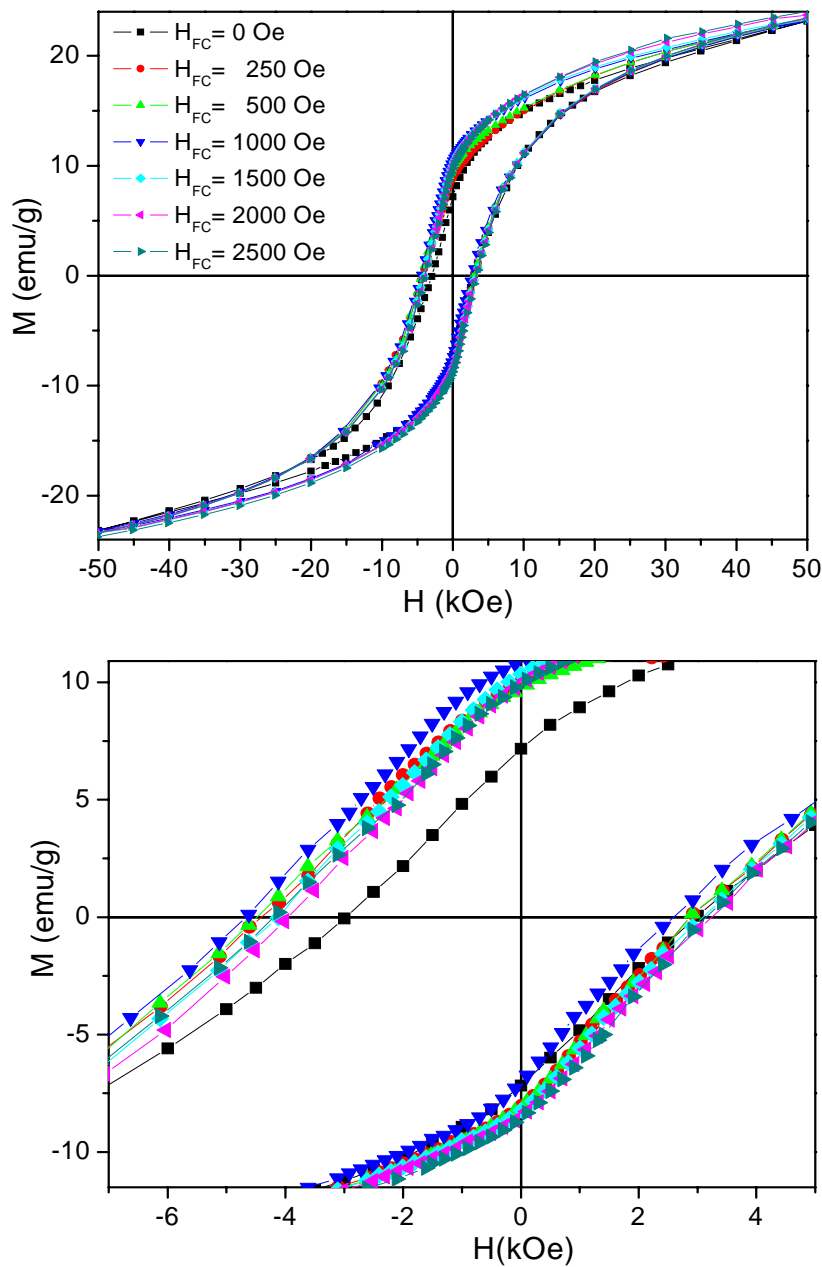 20
10
0
-10
-20
M (emu/g)
H_FC= 0 Oe
H_FC= 250 Oe
H_FC= 500 Oe
H_FC= 1000 Oe
H_FC= 1500 Oe
H_FC= 2000 Oe
H_FC= 2500 Oe
-50 -40 -30 -20 -10 0 10 20 30 40 50
H (kOe)
10
5
0
-5
-10
M (emu/g)
-6 -4 -2 0 2 4
H(kOe)